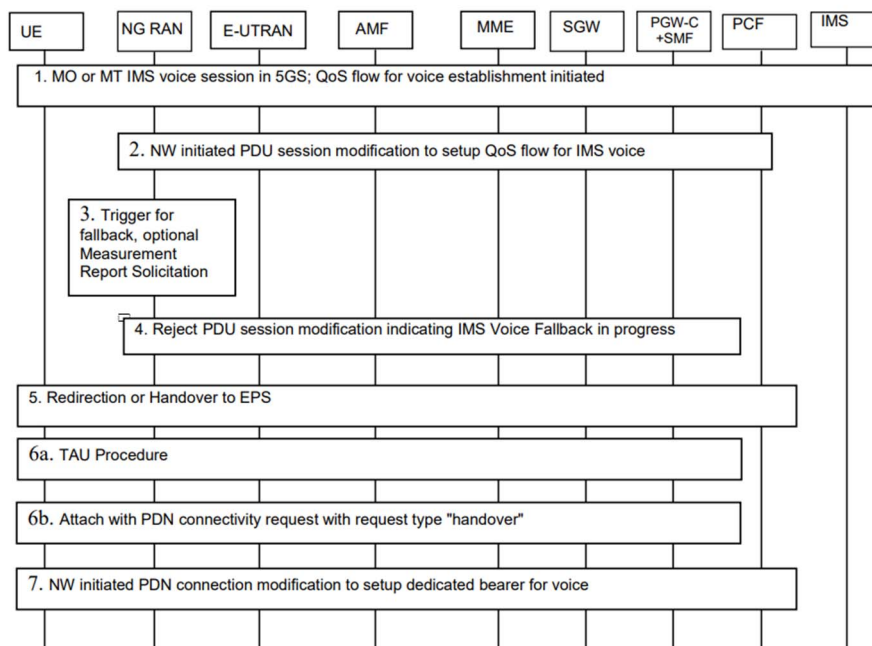 UE
NG RAN
E-UTRAN
AMF
MME
SGW
PGW-C
+SMF
PCF
IMS
1. MO or MT IMS voice session in 5GS; QoS flow for voice establishment initiated
2. NW initiated PDU session modification to setup QoS flow for IMS voice
3. Trigger for
fallback, optional
Measurement
Report Solicitation
4. Reject PDU session modification indicating IMS Voice Fallback in progress
5. Redirection or Handover to EPS
6a. TAU Procedure
6b. Attach with PDN connectivity request with request type "handover"
7. NW initiated PDN connection modification to setup dedicated bearer for voice